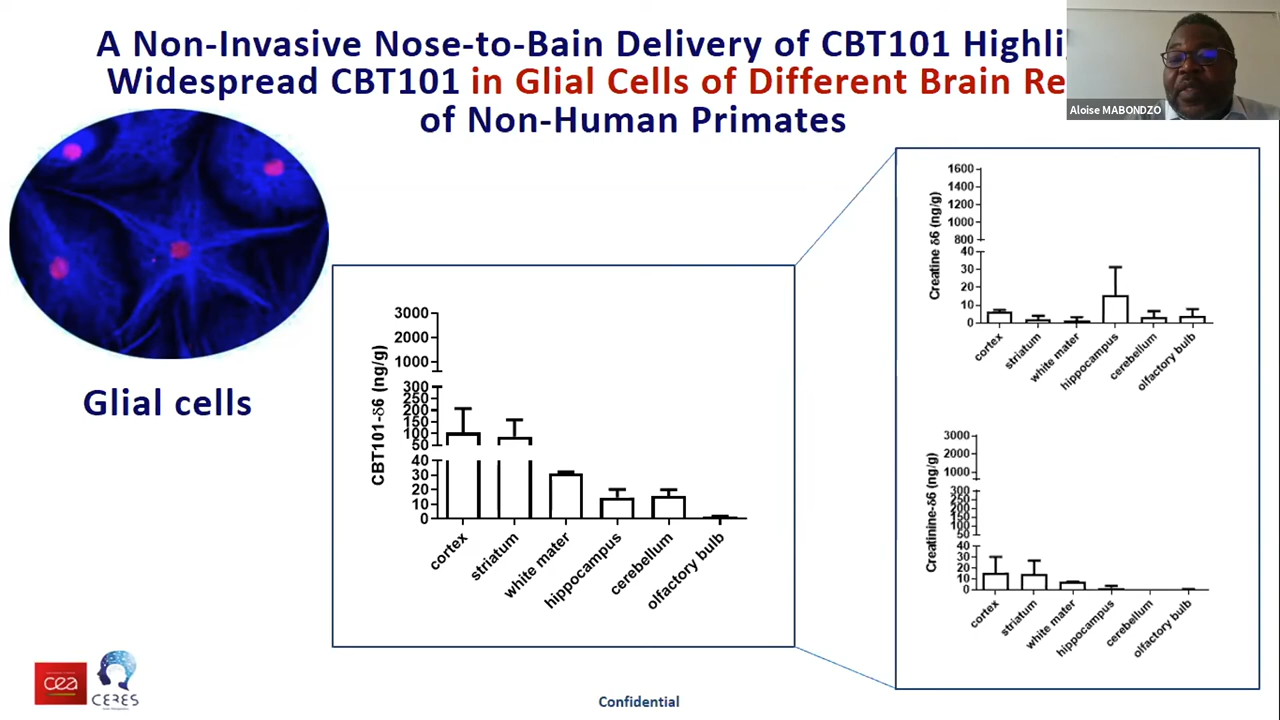 A Non-Invasive Nose-to-Bain Delivery of CBT101 Highli
Widespread CBT101 in Glial Cells of Different Brain Re
of Non-Human Primates
Aloise MABONDZO
Glial cells
CBT101-δ6 (ng/g)
3000
2000
1000
300
250
200
150
100
50
40
30
20
10
0
cortex
striatum
white mater
hippocampus
cerebellum
olfactory bulb
Creatine δ6 (ng/g)
1600
1400
1200
1000
800
40
30
20
10
0
cortex
striatum
white mater
hippocampus
cerebellum
olfactory bulb
Creatinine-δ6 (ng/g)
3000
2000
1000
300
250
200
150
100
50
40
30
20
10
0
cortex
striatum
white mater
hippocampus
cerebellum
olfactory bulb
cea
CERES
Confidential